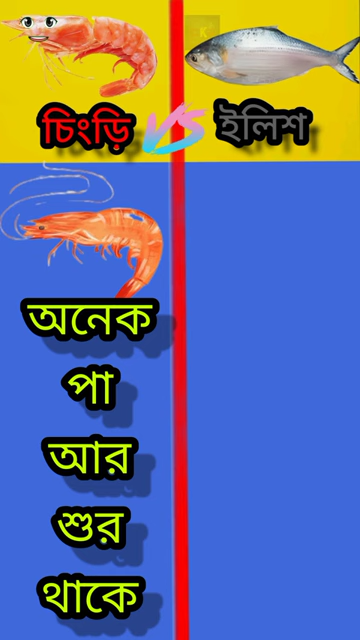 চিংড়ি VS ইলিশ
অনেক
পা
আর
শুর
থাকে